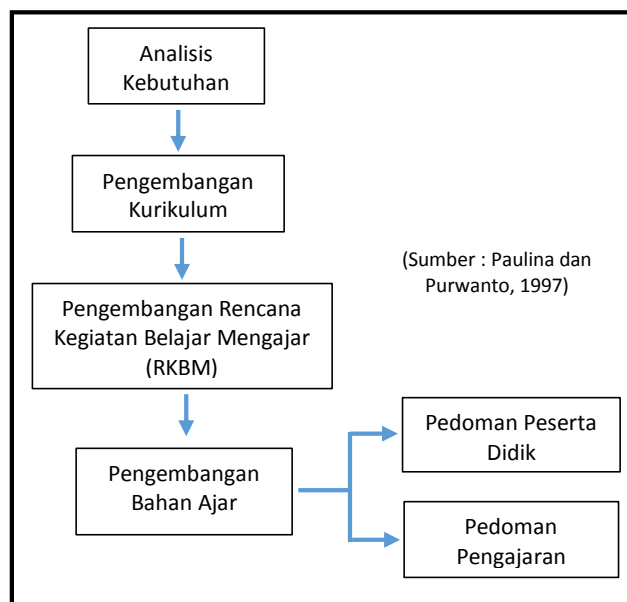 Analisis
Kebutuhan
Pengembangan
Kurikulum
(Sumber : Paulina dan
Purwanto, 1997)
Pengembangan Rencana
Kegiatan Belajar Mengajar
(RKBM)
Pedoman Peserta
Didik
Pengembangan
Bahan Ajar
Pedoman
Pengajaran